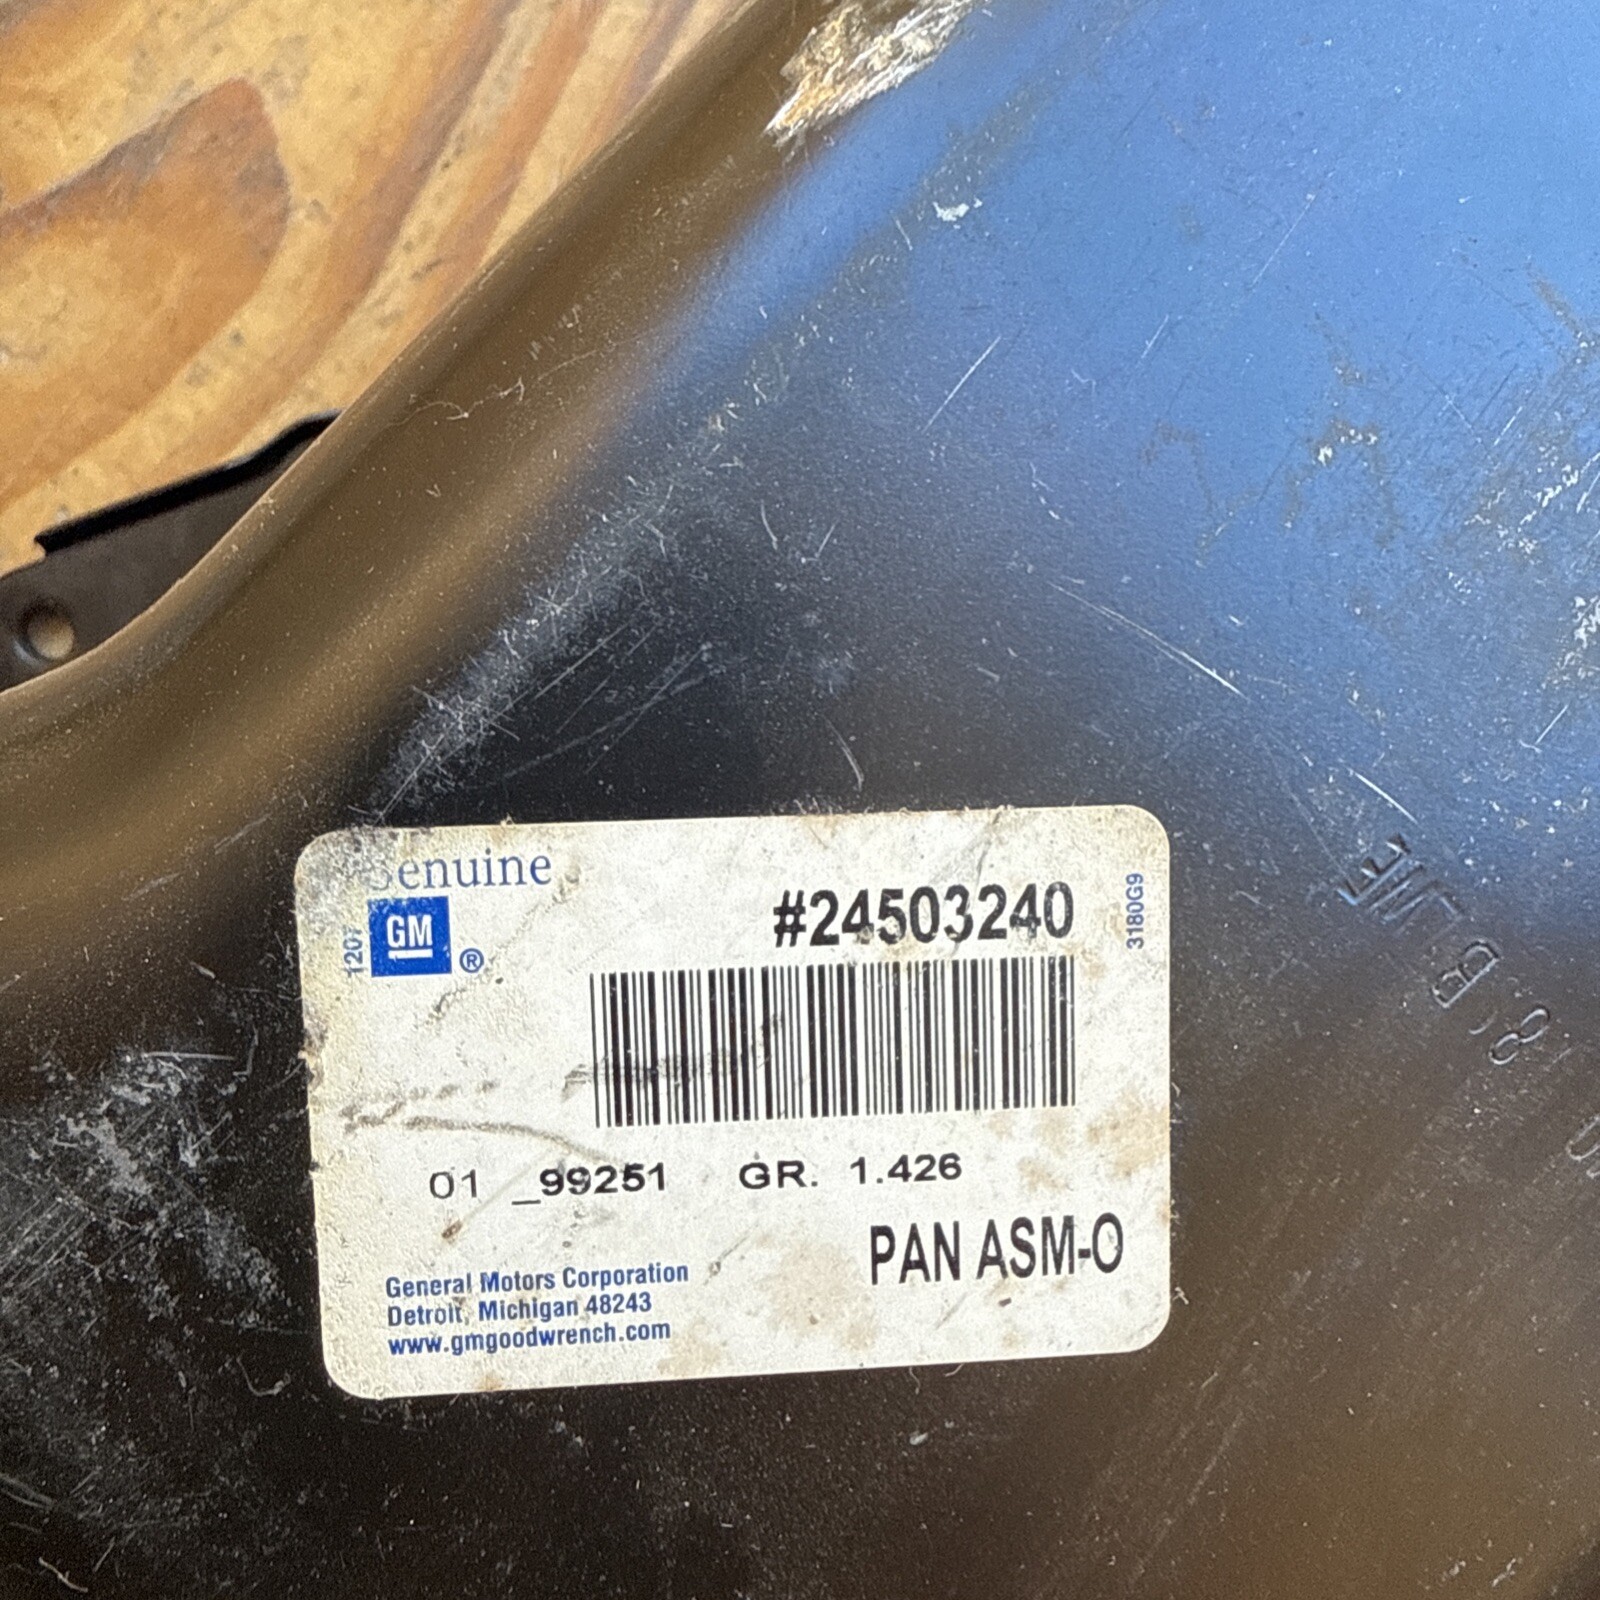 Genuine
GM
®
#24503240
3180G9
01 _99251 GR. 1.426
PAN ASM-O
General Motors Corporation
Detroit, Michigan 48243
www.gmgoodwrench.com